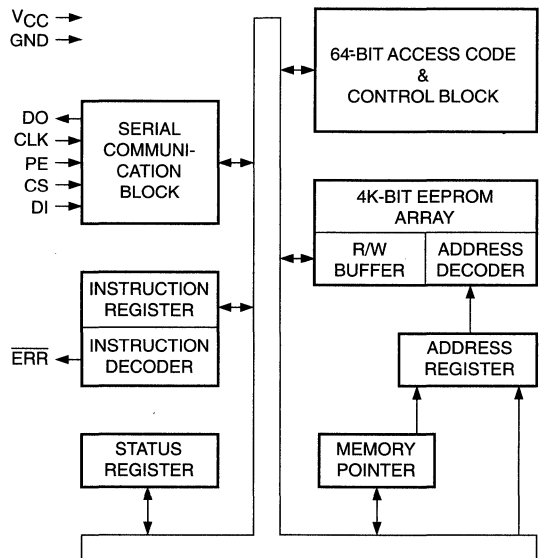 VCC
GND
DO
CLK
PE
CS
DI
SERIAL
COMMUNI-
CATION
BLOCK
64-BIT ACCESS CODE
&
CONTROL BLOCK
4K-BIT EEPROM
ARRAY
R/W
BUFFER
ADDRESS
DECODER
INSTRUCTION
REGISTER
INSTRUCTION
DECODER
ERR
ADDRESS
REGISTER
STATUS
REGISTER
MEMORY
POINTER